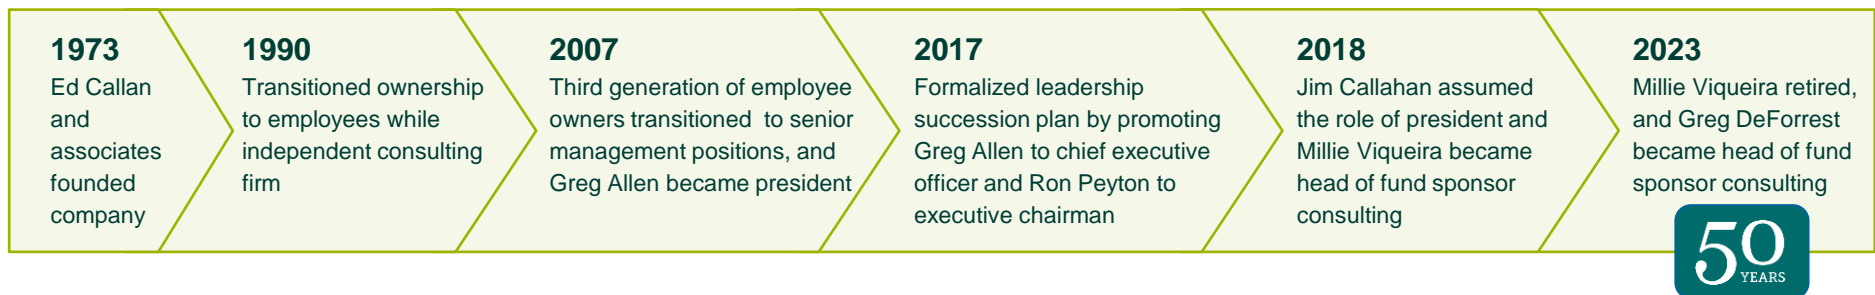 1973
Ed Callan
and
associates
founded
company
1990
Transitioned ownership
to employees while
independent consulting
firm
2007
Third generation of employee
owners transitioned  to senior
management positions, and
Greg Allen became president
2017
Formalized leadership
succession plan by promoting
Greg Allen to chief executive
officer and Ron Peyton to
executive chairman
2018
Jim Callahan assumed
the role of president and
Millie Viqueira became
head of fund sponsor
consulting
2023
Millie Viqueira retired,
and Greg DeForrest
became head of fund
sponsor consulting
50
YEARS